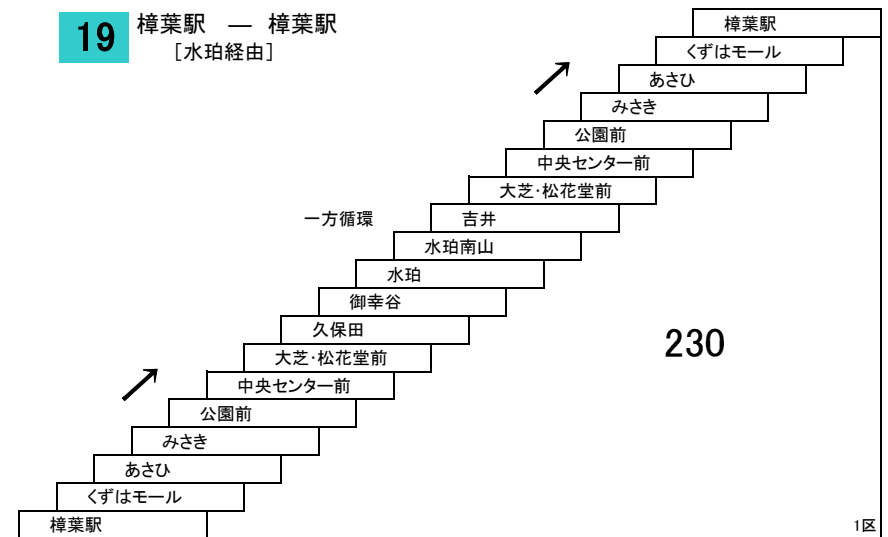 19
樟葉駅 ― 樟葉駅
[水珀経由]
樟葉駅
くずはモール
あさひ
みさき
公園前
中央センター前
大芝・松花堂前
一方循環
吉井
水珀南山
水珀
御幸谷
久保田
230
大芝・松花堂前
中央センター前
公園前
みさき
あさひ
くずはモール
樟葉駅
1区